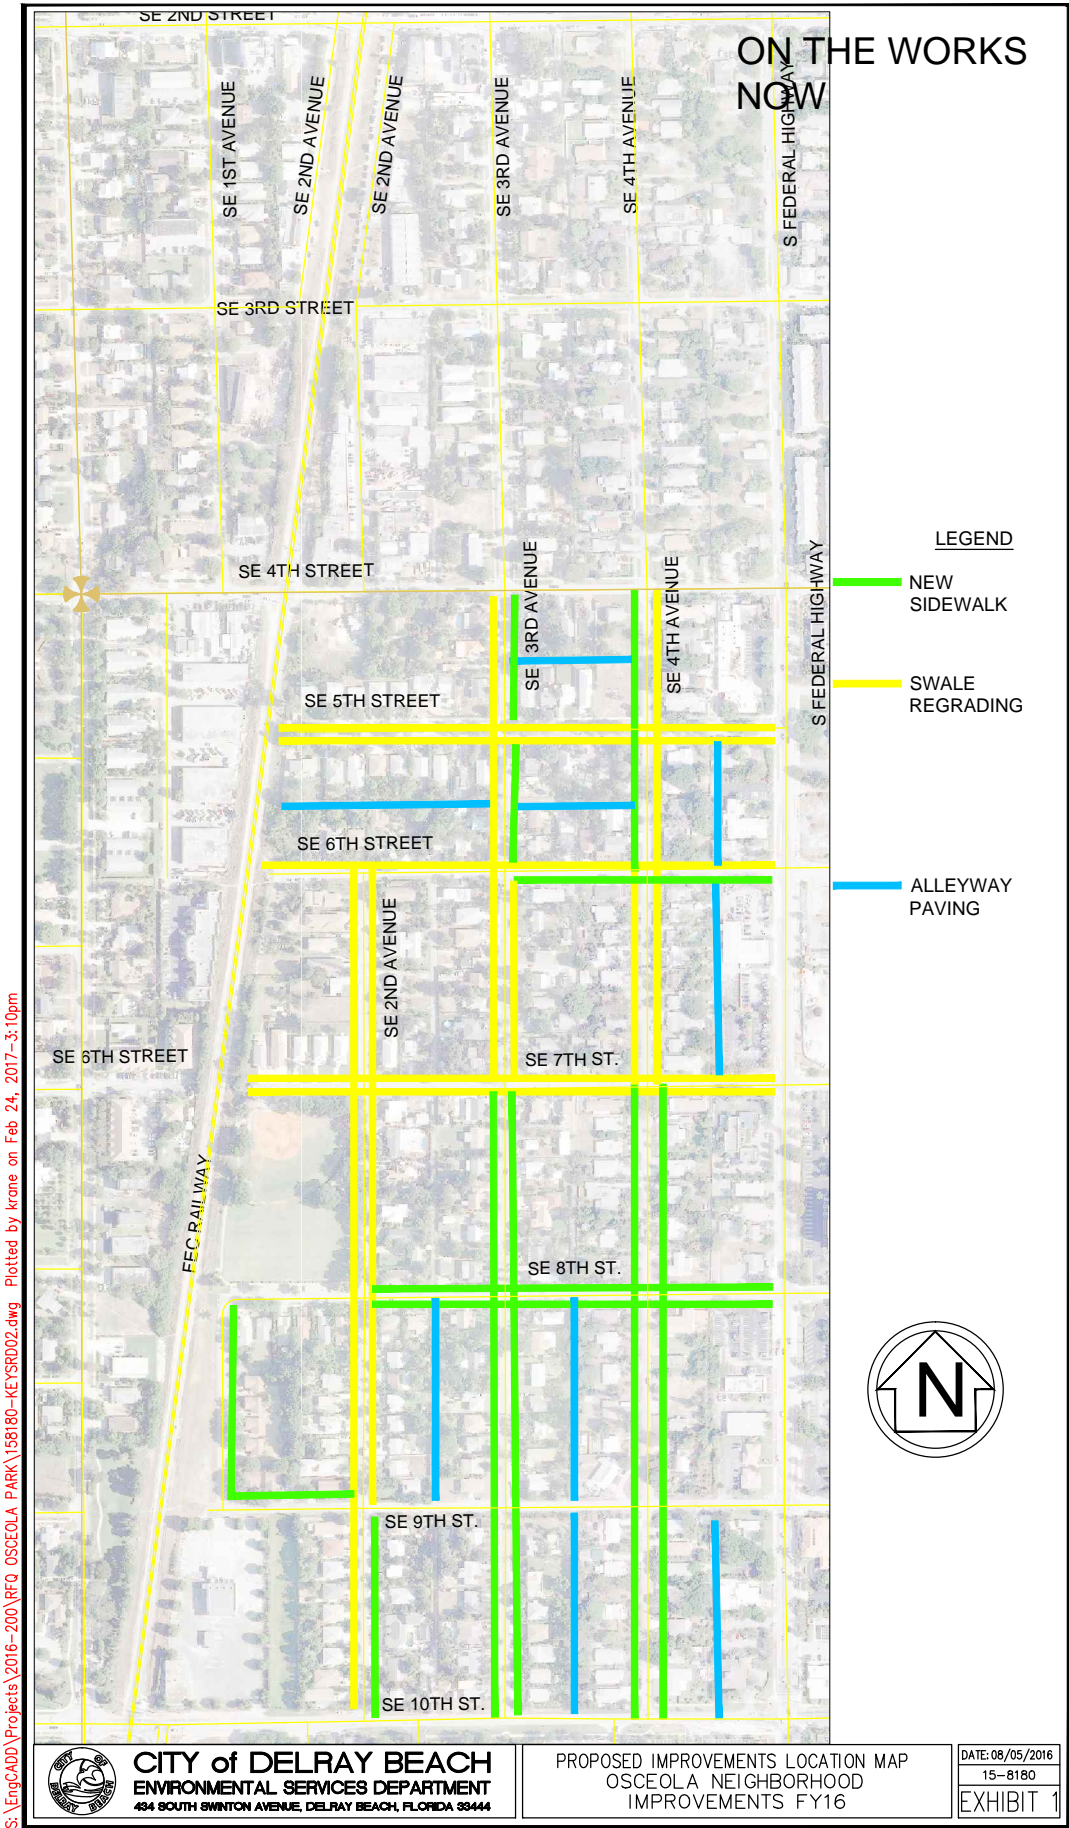 SE 2ND STREET
ON THE WORKS
NOW
SE 1ST AVENUE
SE 2ND AVENUE
SE 2ND AVENUE
SE 3RD AVENUE
SE 4TH AVENUE
S FEDERAL HIGHWAY
SE 3RD STREET
SE 4TH STREET
SE 3RD AVENUE
SE 4TH AVENUE
S FEDERAL HIGHWAY
LEGEND
NEW
SIDEWALK
SWALE
REGRADING
ALLEYWAY
PAVING
SE 5TH STREET
SE 6TH STREET
SE 2ND AVENUE
SE 6TH STREET
SE 7TH ST.
FEC RAILWAY
SE 8TH ST.
N
SE 9TH ST.
SE 10TH ST.
S:\EngCADD\Projects\2016-200\RFQ OSCEOLA PARK\158180-KEYSRD02.dwg Plotted by krane on Feb 24, 2017-3:10pm
CITY OF
DELRAY BEACH
CITY of DELRAY BEACH
ENVIRONMENTAL SERVICES DEPARTMENT
434 SOUTH SWINTON AVENUE, DELRAY BEACH, FLORIDA 33444
PROPOSED IMPROVEMENTS LOCATION MAP
OSCEOLA NEIGHBORHOOD
IMPROVEMENTS FY16
DATE: 08/05/2016
15-8180
EXHIBIT 1